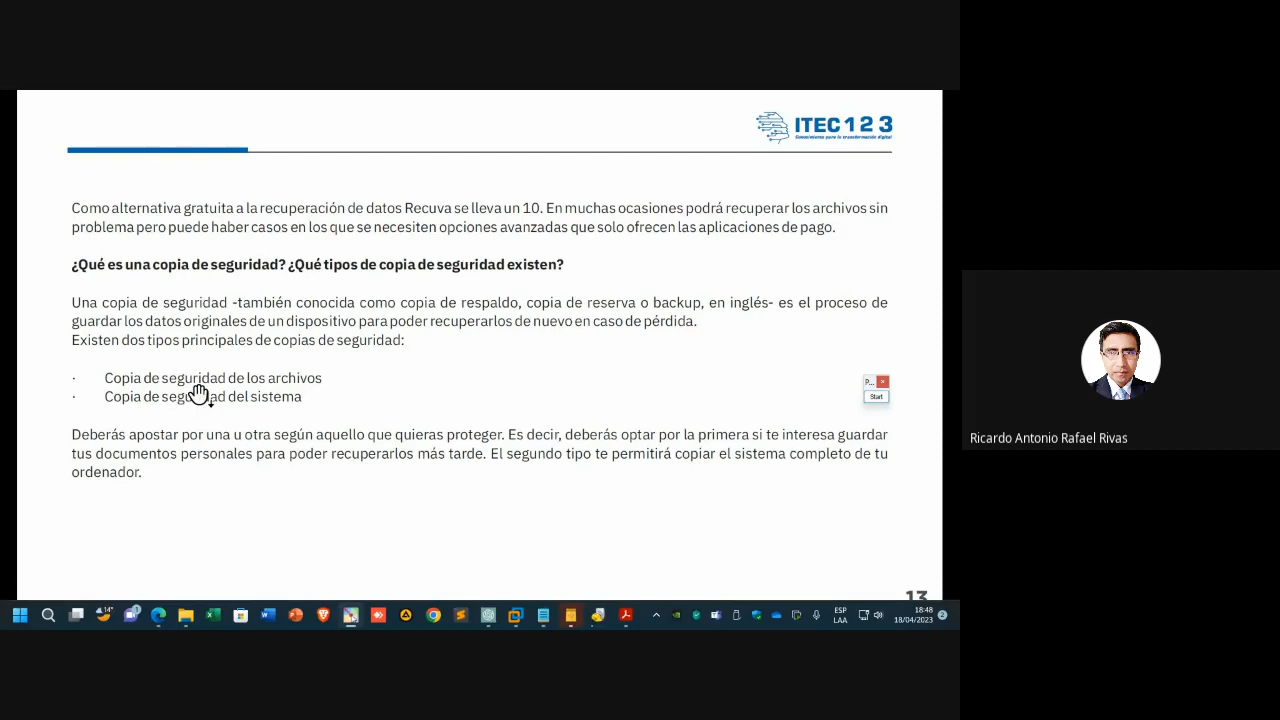 ITEC 1 2 3
Conocimiento para la transformación digital
Como alternativa gratuita a la recuperación de datos Recuva se lleva un 10. En muchas ocasiones podrá recuperar los archivos sin
problema pero puede haber casos en los que se necesiten opciones avanzadas que solo ofrecen las aplicaciones de pago.
¿Qué es una copia de seguridad? ¿Qué tipos de copia de seguridad existen?
Una copia de seguridad -también conocida como copia de respaldo, copia de reserva o backup, en inglés- es el proceso de
guardar los datos originales de un dispositivo para poder recuperarlos de nuevo en caso de pérdida.
Existen dos tipos principales de copias de seguridad:
· Copia de seguridad de los archivos
· Copia de seguridad del sistema
P...
Start
Deberás apostar por una u otra según aquello que quieras proteger. Es decir, deberás optar por la primera si te interesa guardar
tus documentos personales para poder recuperarlos más tarde. El segundo tipo te permitirá copiar el sistema completo de tu
ordenador.
13
14°
ESP
LAA
18:48
18/04/2023
Ricardo Antonio Rafael Rivas